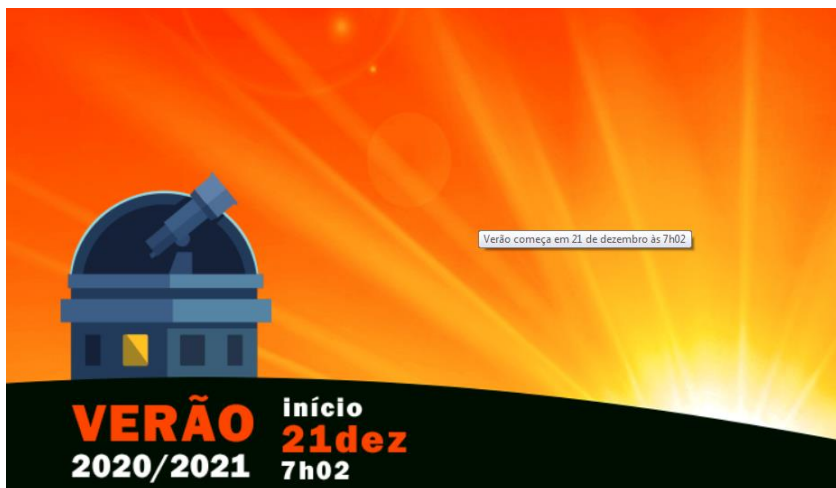 Verão começa em 21 de dezembro às 7h02
VERÃO
2020/2021
início
21dez
7h02